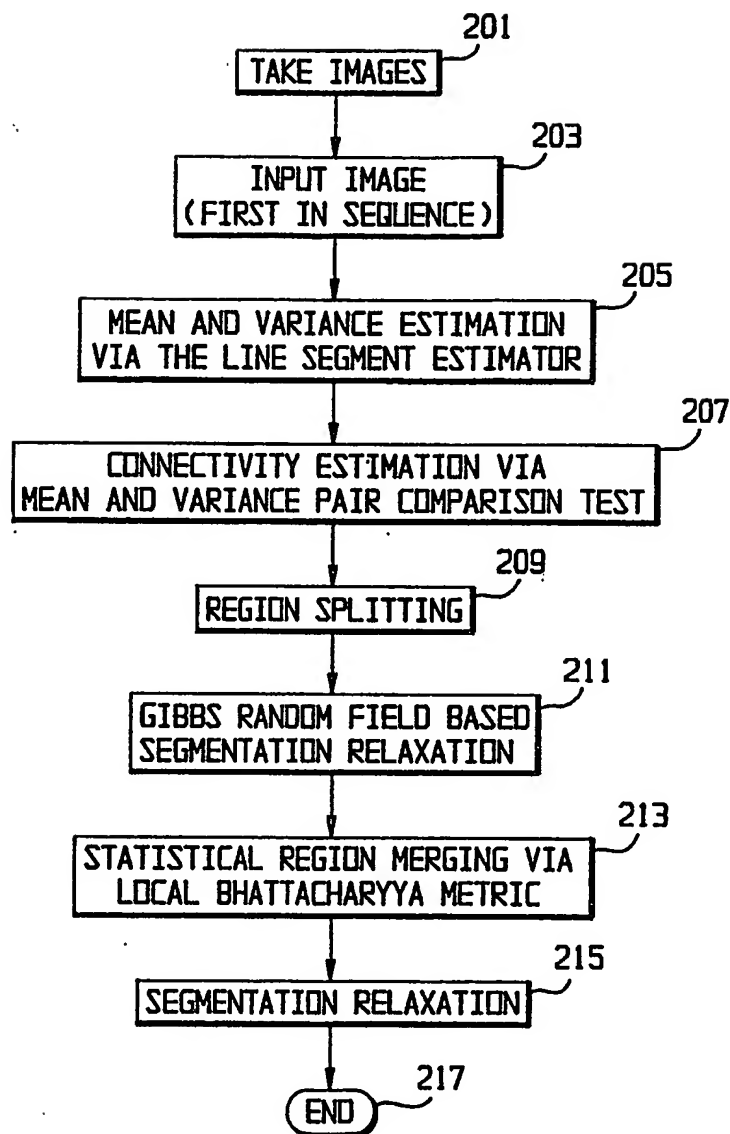 201
TAKE IMAGES
203
INPUT IMAGE
(FIRST IN SEQUENCE)
205
MEAN AND VARIANCE ESTIMATION
VIA THE LINE SEGMENT ESTIMATOR
207
CONNECTIVITY ESTIMATION VIA
MEAN AND VARIANCE PAIR COMPARISON TEST
209
REGION SPLITTING
211
GIBBS RANDOM FIELD BASED
SEGMENTATION RELAXATION
213
STATISTICAL REGION MERGING VIA
LOCAL BHATTACHARYYA METRIC
215
SEGMENTATION RELAXATION
217
END